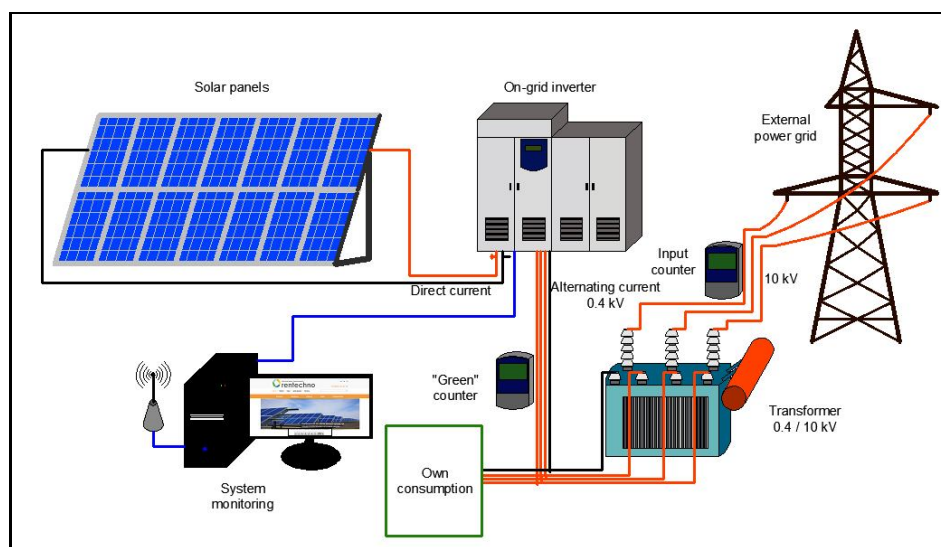 Solar panels
On-grid inverter
External
power grid
Input
counter
10 kV
Direct current
Alternating current
0.4 kV
"Green"
counter
rentechno
Transformer
0.4 / 10 kV
Own
consumption
System
monitoring